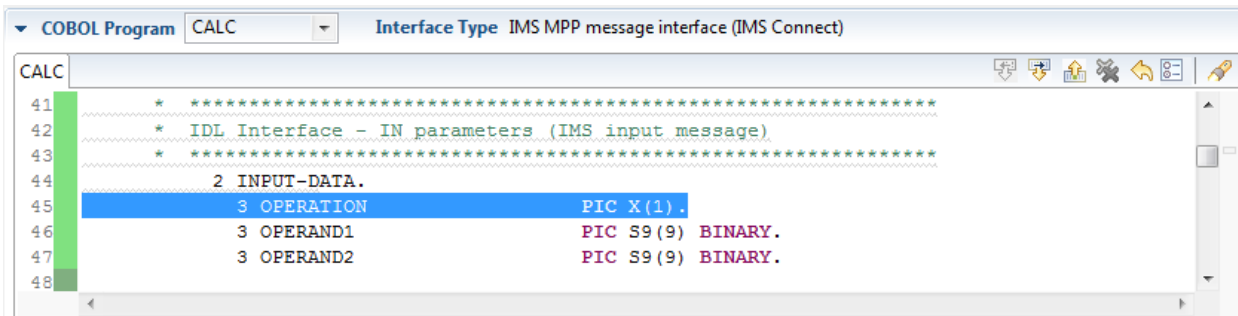 COBOL Program CALC Interface Type IMS MPP message interface (IMS Connect)
CALC
41 * **************************************************************
42 * IDL Interface - IN parameters (IMS input message)
43 * **************************************************************
44 2 INPUT-DATA.
45 3 OPERATION PIC X(1).
46 3 OPERAND1 PIC S9(9) BINARY.
47 3 OPERAND2 PIC S9(9) BINARY.
48